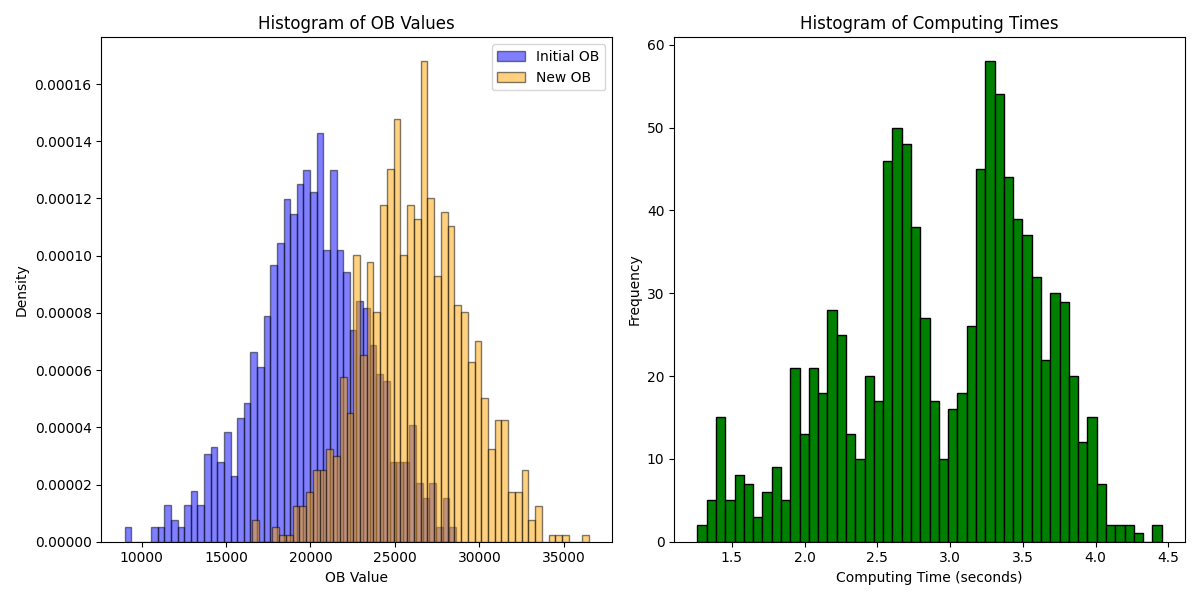 Histogram of OB Values
Initial OB
New OB
0.00016
0.00014
0.00012
0.00010
0.00008
0.00006
0.00004
0.00002
0.00000
Density
10000 15000 20000 25000 30000 35000
OB Value
Histogram of Computing Times
60
50
40
30
20
10
0
Frequency
1.5 2.0 2.5 3.0 3.5 4.0 4.5
Computing Time (seconds)